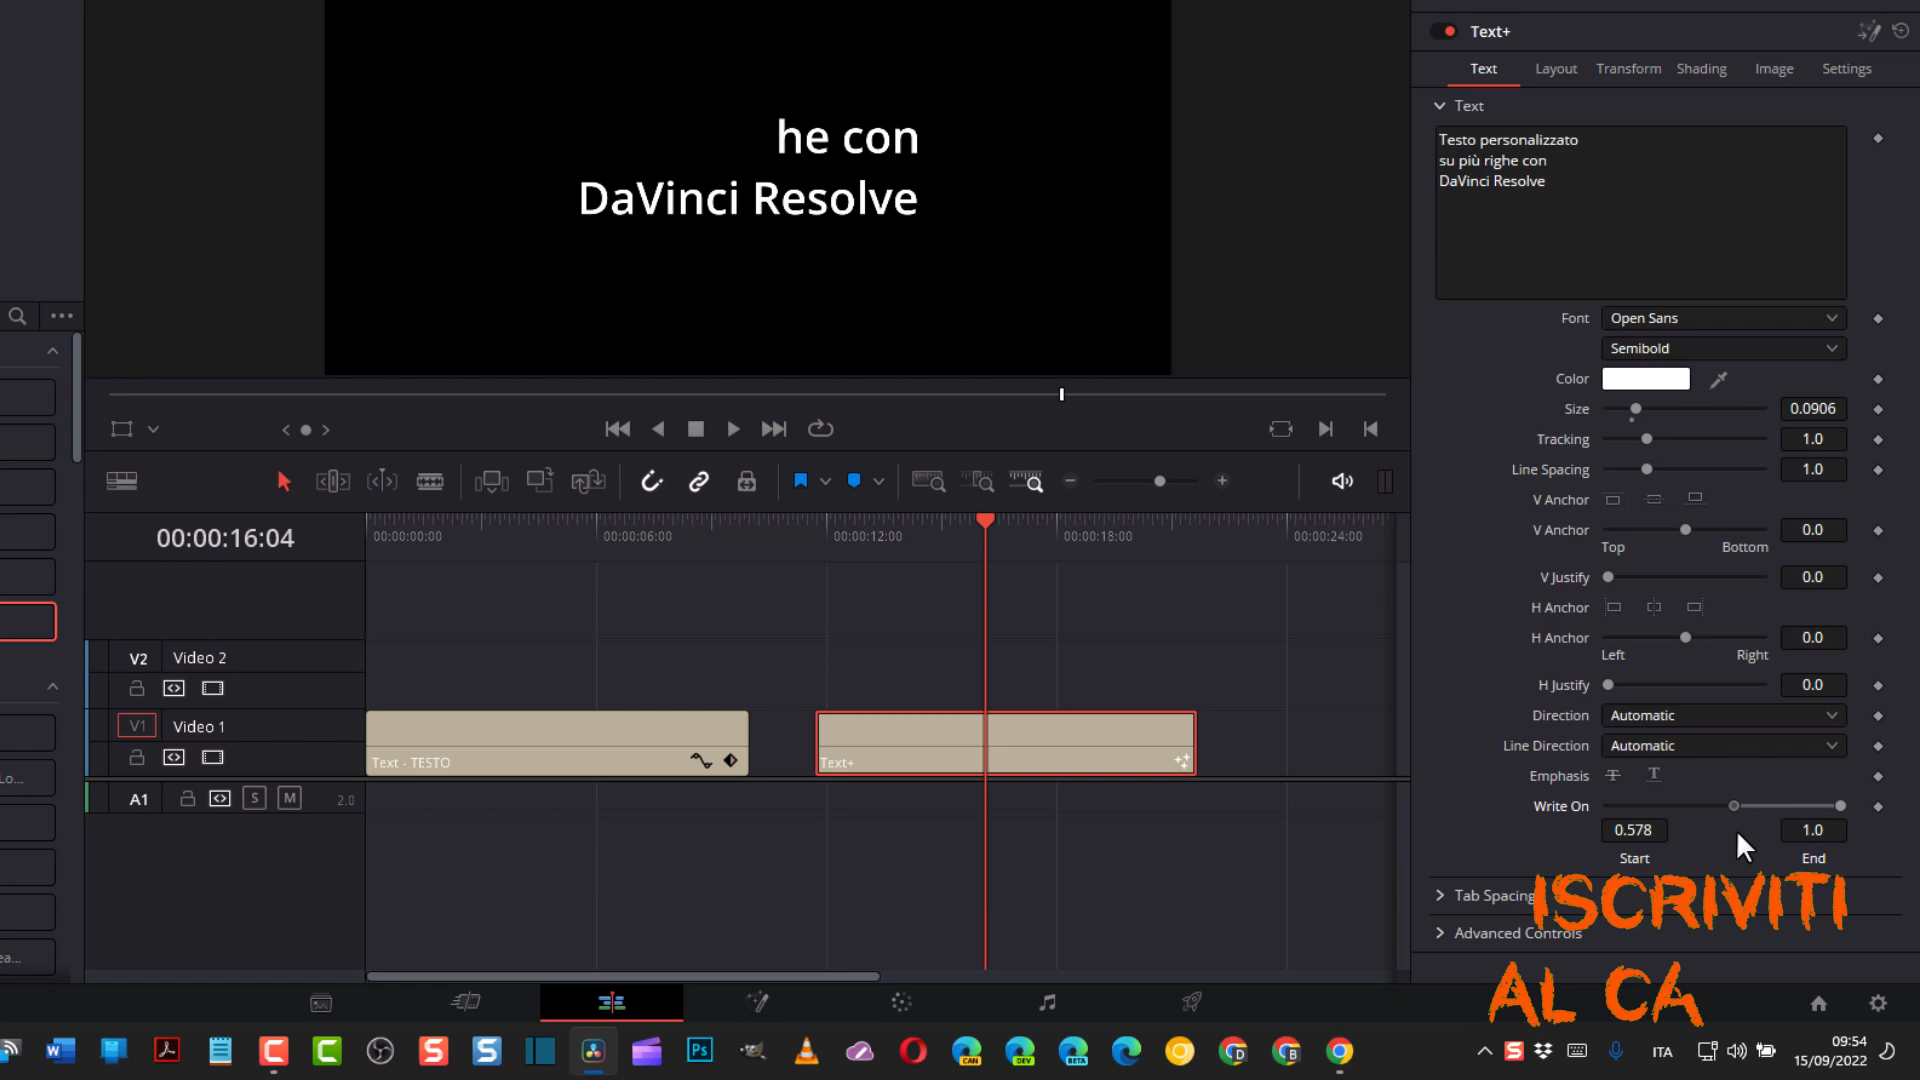 Text+
Text Layout Transform Shading Image Settings
Text
Testo personalizzato
su più righe con
DaVinci Resolve
he con
DaVinci Resolve
Font Open Sans
Semibold
Color
Size 0.0906
Tracking 1.0
Line Spacing 1.0
V Anchor
V Anchor 0.0
Top Bottom
V Justify 0.0
H Anchor
H Anchor 0.0
Left Right
H Justify 0.0
Direction Automatic
Line Direction Automatic
Emphasis
Write On
0.578 1.0
Start End
Tab Spacing
Advanced Controls
ISCRIVITI
AL CA
00:00:16:04
00:00:00:00 00:00:06:00 00:00:12:00 00:00:18:00 00:00:24:00
V2 Video 2
V1 Video 1
Text - TESTO
Text+
A1 S M 2.0
Lo...
ea...
CAN DEV BETA
Ps
ITA
09:54
15/09/2022